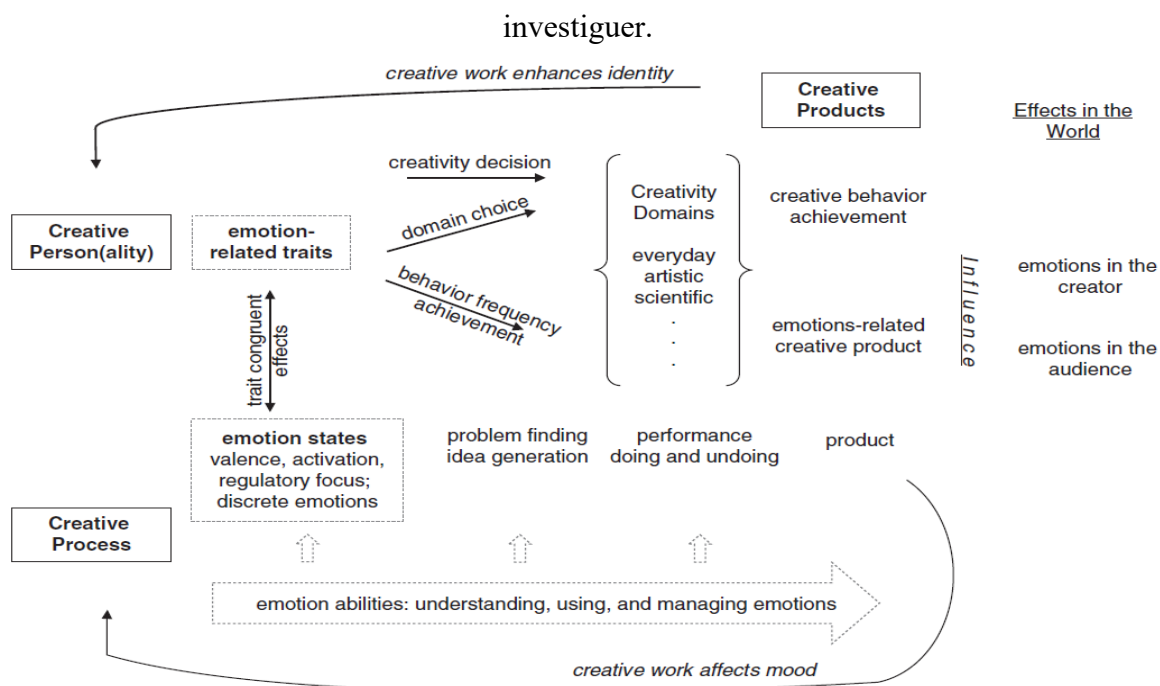 investiguer.
creative work enhances identity
Creative
Products
Effects in the
World
creativity decision
domain choice
behavior frequency
achievement
Creative
Person(ality)
emotion-
related traits
Creativity
Domains
everyday
artistic
scientific
.
.
.
creative behavior
achievement
emotions-related
creative product
Influence
emotions in the
creator
emotions in the
audience
trait congruent
effects
emotion states
valence, activation,
regulatory focus;
discrete emotions
problem finding
idea generation
performance
doing and undoing
product
Creative
Process
emotion abilities: understanding, using, and managing emotions
creative work affects mood